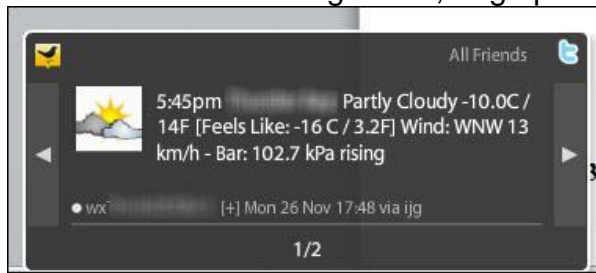 All Friends
5:45pm Partly Cloudy -10.0C /
14F [Feels Like: -16 C / 3.2F] Wind: WNW 13
km/h - Bar: 102.7 kPa rising
wx [+] Mon 26 Nov 17:48 via ijg
1/2